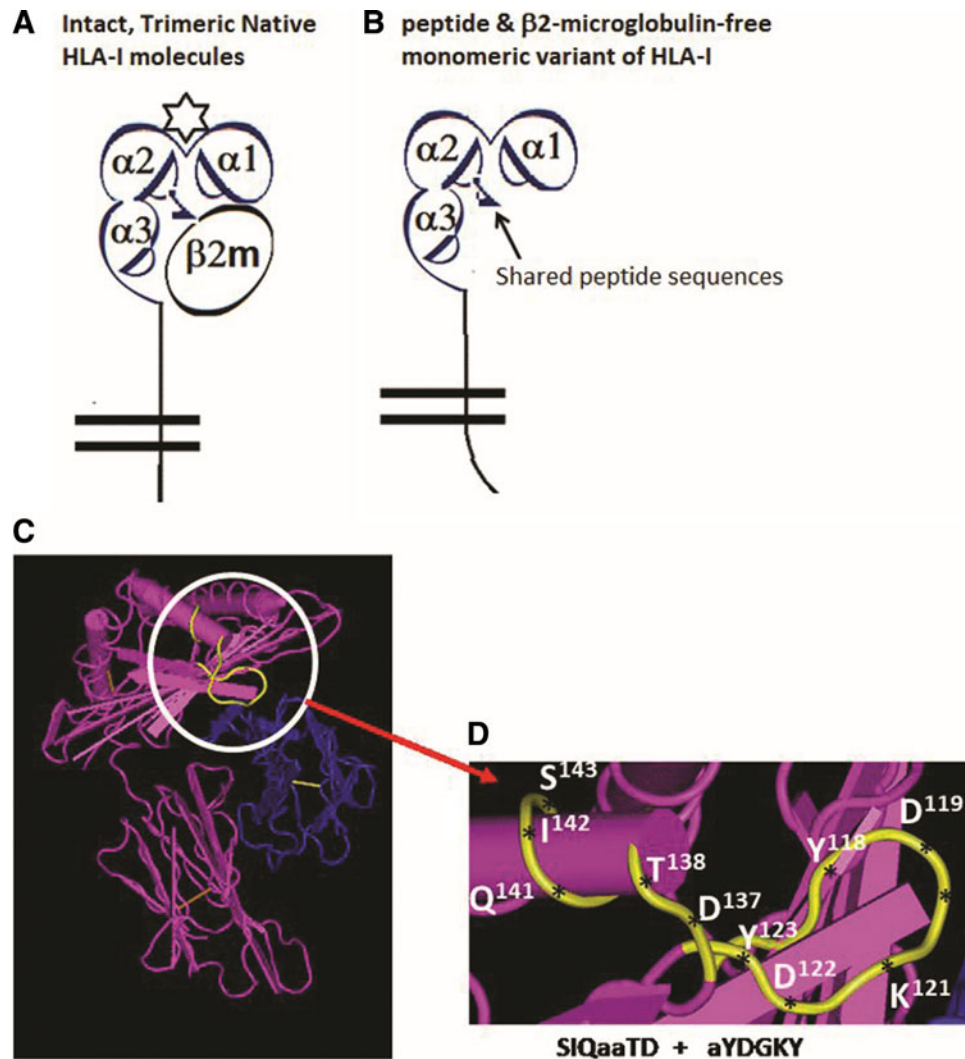 A
Intact, Trimeric Native
HLA-I molecules
α2
α1
α3
β2m
B
peptide & β2-microglobulin-free
monomeric variant of HLA-I
α2
α1
α3
Shared peptide sequences
C
D
S143
I142
Q141
T138
D137
Y123
D122
Y118
D119
K121
SIQaaTD + aYDGKY